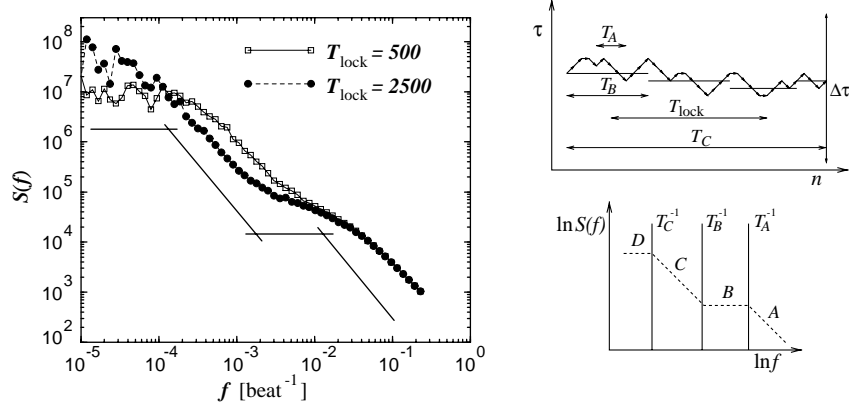 10^8
10^7
10^6
10^5
10^4
10^3
10^2
S(f)
T_lock = 500
T_lock = 2500
10^-5
10^-4
10^-3
10^-2
10^-1
10^0
f [beat^-1]
τ
T_A
T_B
T_lock
T_C
Δτ
n
ln S(f)
T_C^-1
T_B^-1
T_A^-1
D
C
B
A
ln f